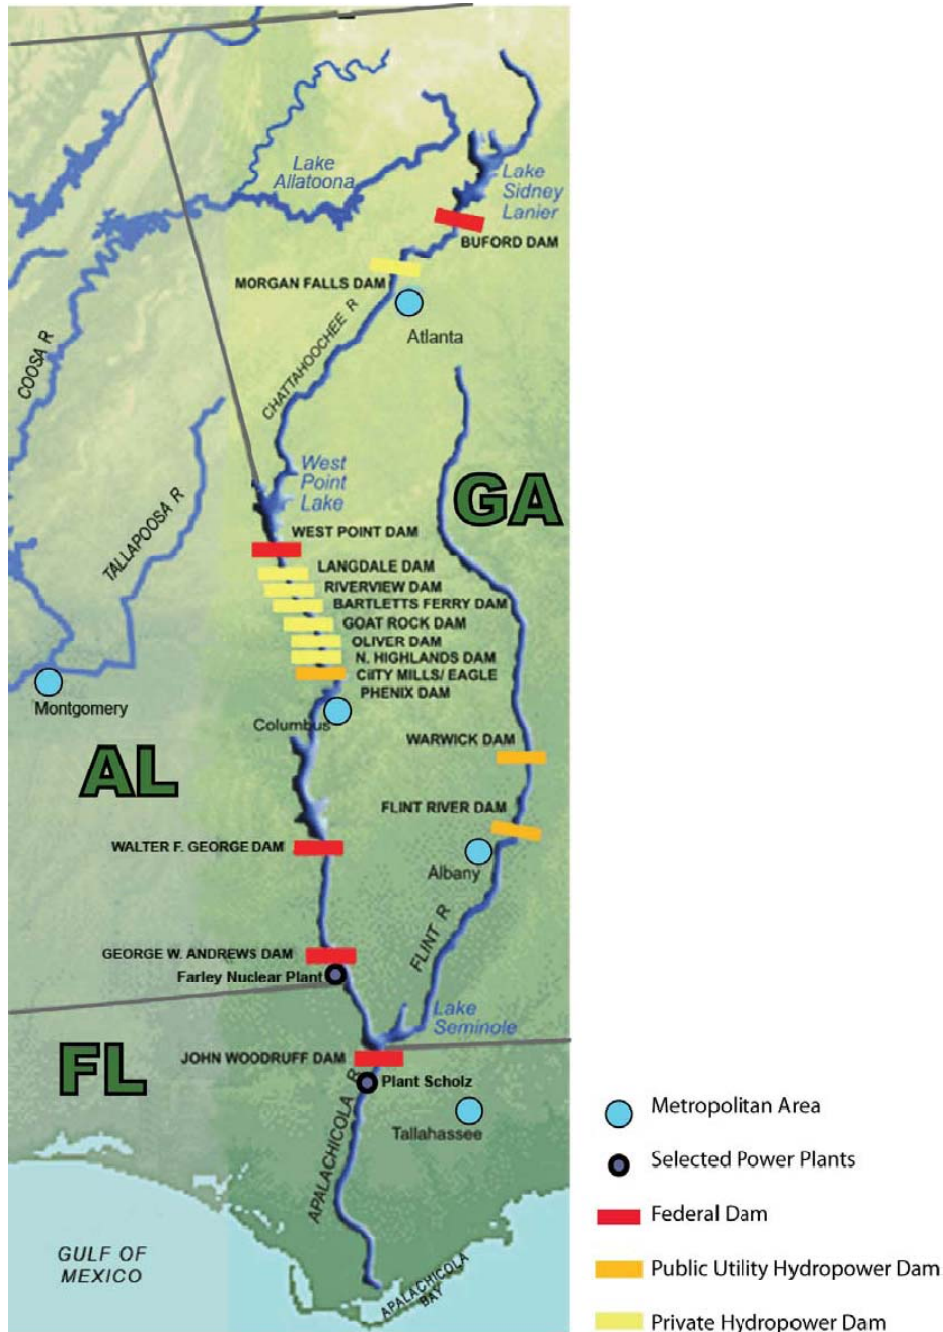 Lake
Allatoona
Lake
Sidney
Lanier
BUFORD DAM
MORGAN FALLS DAM
Atlanta
CHATTAHOOCHEE R
COOSA R
West
Point
Lake
GA
TALLAPOOSA R
WEST POINT DAM
LANGDALE DAM
RIVERVIEW DAM
BARTLETTS FERRY DAM
GOAT ROCK DAM
OLIVER DAM
N. HIGHLANDS DAM
CIITY MILLS/ EAGLE
PHENIX DAM
Montgomery
Columbus
WARWICK DAM
AL
FLINT RIVER DAM
WALTER F. GEORGE DAM
Albany
FLINT R
GEORGE W. ANDREWS DAM
Farley Nuclear Plant
Lake
Seminole
FL
JOHN WOODRUFF DAM
Plant Scholz
Tallahassee
APALACHICOLA R
GULF OF
MEXICO
APALACHICOLA
BAY
Metropolitan Area
Selected Power Plants
Federal Dam
Public Utility Hydropower Dam
Private Hydropower Dam